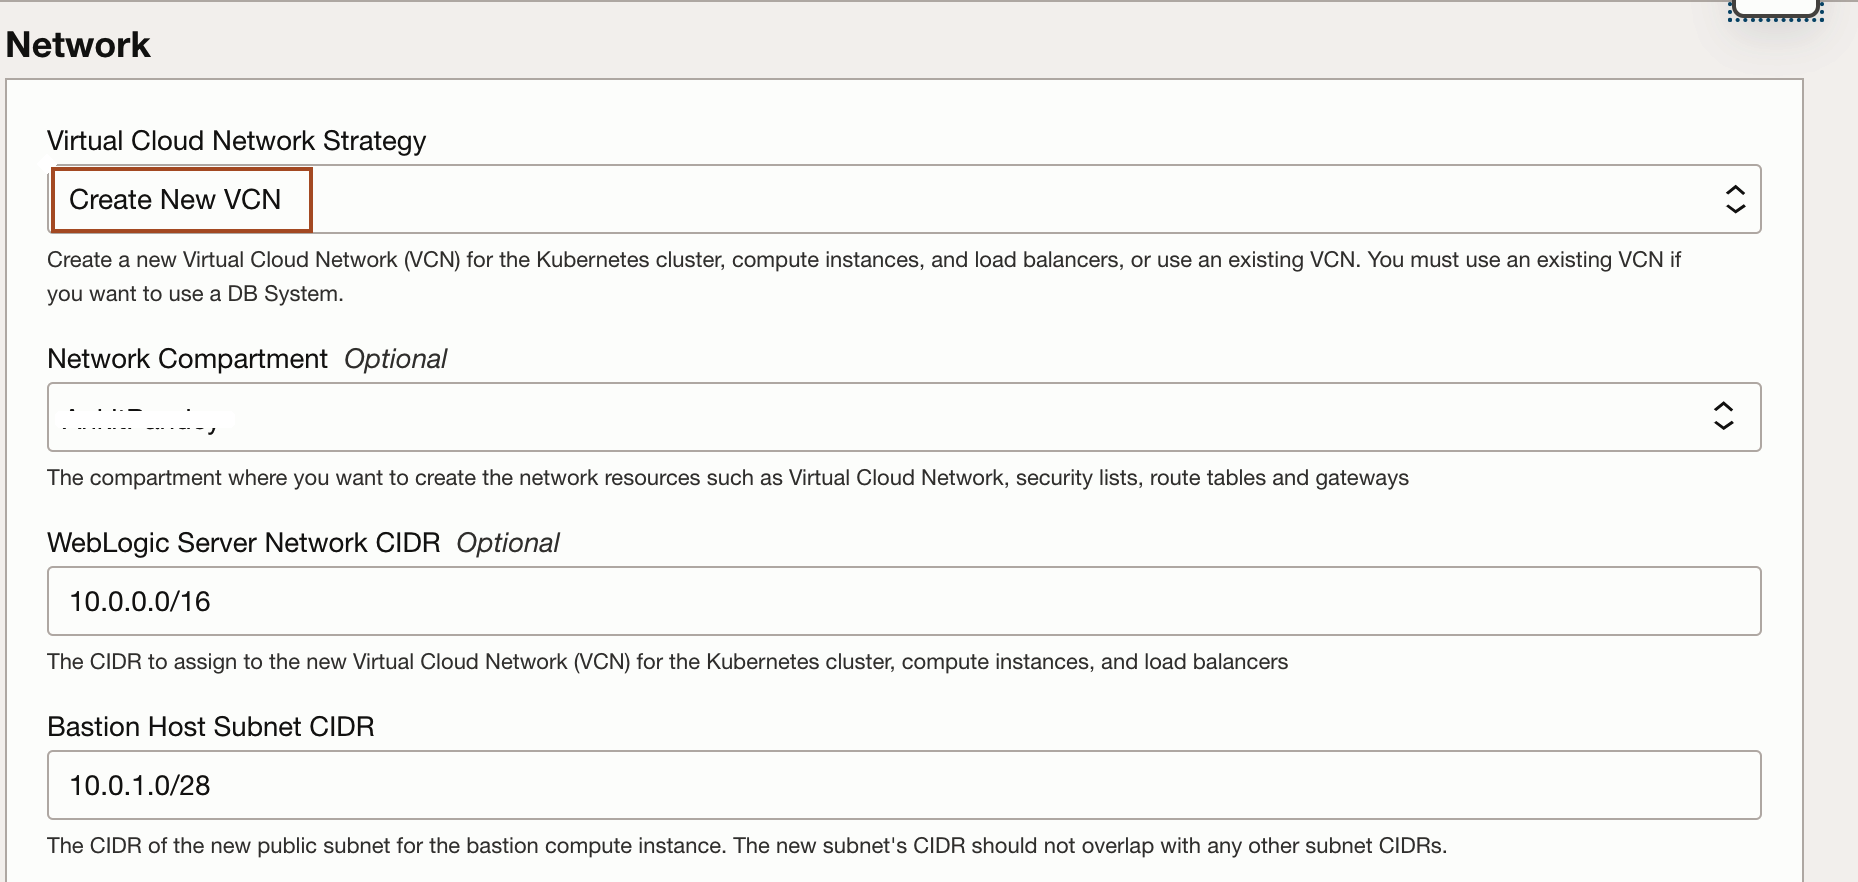 Network
Virtual Cloud Network Strategy
Create New VCN
Create a new Virtual Cloud Network (VCN) for the Kubernetes cluster, compute instances, and load balancers, or use an existing VCN. You must use an existing VCN if
you want to use a DB System.
Network Compartment Optional
The compartment where you want to create the network resources such as Virtual Cloud Network, security lists, route tables and gateways
WebLogic Server Network CIDR Optional
10.0.0.0/16
The CIDR to assign to the new Virtual Cloud Network (VCN) for the Kubernetes cluster, compute instances, and load balancers
Bastion Host Subnet CIDR
10.0.1.0/28
The CIDR of the new public subnet for the bastion compute instance. The new subnet's CIDR should not overlap with any other subnet CIDRs.